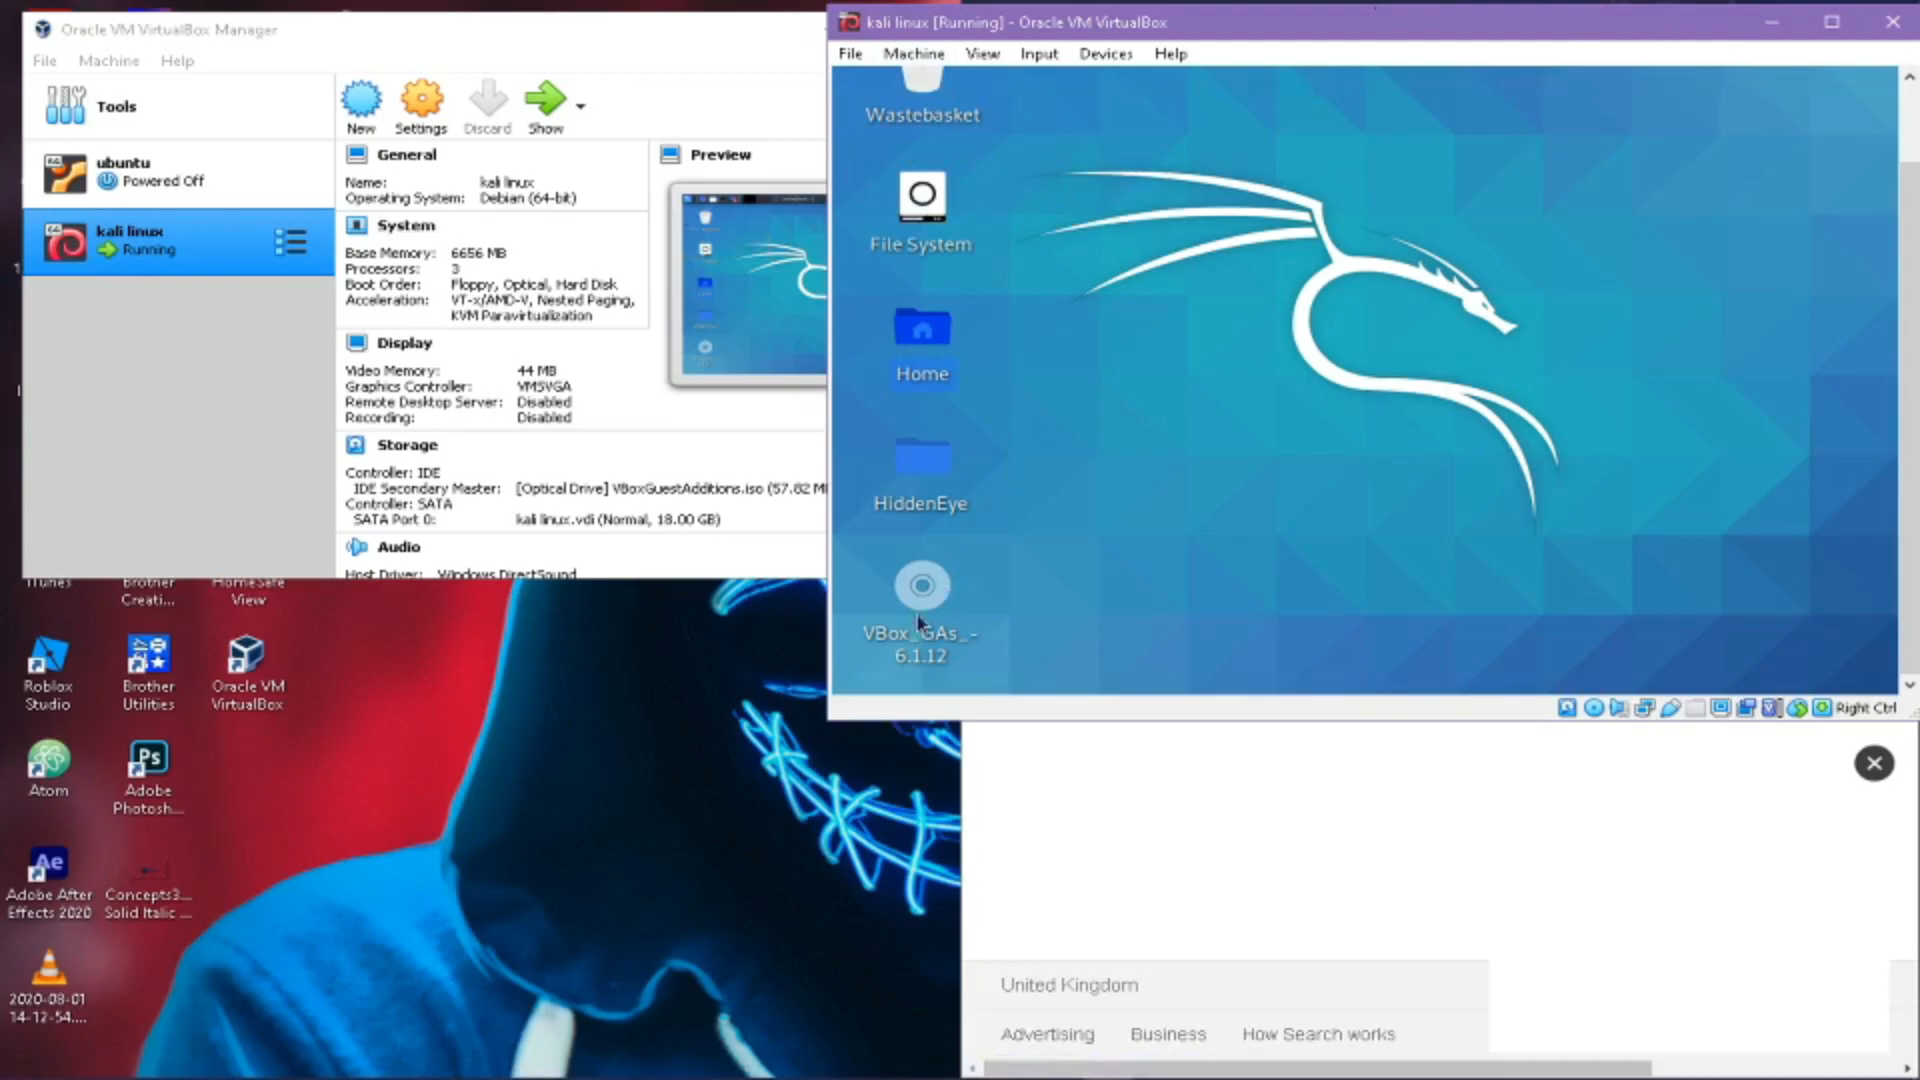 Oracle VM VirtualBox Manager
File Machine Help
Tools
ubuntu
Powered Off
kali linux
Running
New Settings Discard Show
General
Name: kali linux
Operating System: Debian (64-bit)
System
Base Memory: 6656 MB
Processors: 3
Boot Order: Floppy, Optical, Hard Disk
Acceleration: VT-x/AMD-V, Nested Paging,
KVM Paravirtualization
Display
Video Memory: 44 MB
Graphics Controller: VMSVGA
Remote Desktop Server: Disabled
Recording: Disabled
Storage
Controller: IDE
IDE Secondary Master: [Optical Drive] VBoxGuestAdditions.iso (57.82 M
Controller: SATA
SATA Port 0: kali linux.vdi (Normal, 18.00 GB)
Audio
Host Driver: Windows DirectSound
Preview
kali linux [Running] - Oracle VM VirtualBox
File Machine View Input Devices Help
Wastebasket
File System
Home
HiddenEye
VBox_GAs_-
6.1.12
Right Ctrl
iTunes
Brother
Creati...
HomeSafe
View
Roblox
Studio
Brother
Utilities
Oracle VM
VirtualBox
Atom
Ps
Adobe
Photosh...
Ae
Adobe After
Effects 2020
Concepts3...
Solid Italic ...
2020-08-01
14-12-54....
United Kingdom
Advertising Business How Search works